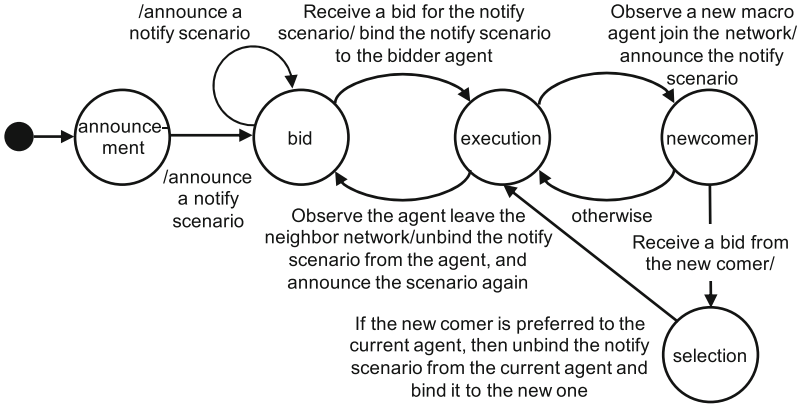 /announce a
notify scenario
Receive a bid for the notify
scenario/ bind the notify scenario
to the bidder agent
Observe a new macro
agent join the network/
announce the notify
scenario
announce-
ment
bid
execution
newcomer
/announce
a notify
scenario
Observe the agent leave the
neighbor network/unbind the notify
scenario from the agent, and
announce the scenario again
otherwise
Receive a bid from
the new comer/
If the new comer is preferred to the
current agent, then unbind the notify
scenario from the current agent and
bind it to the new one
selection